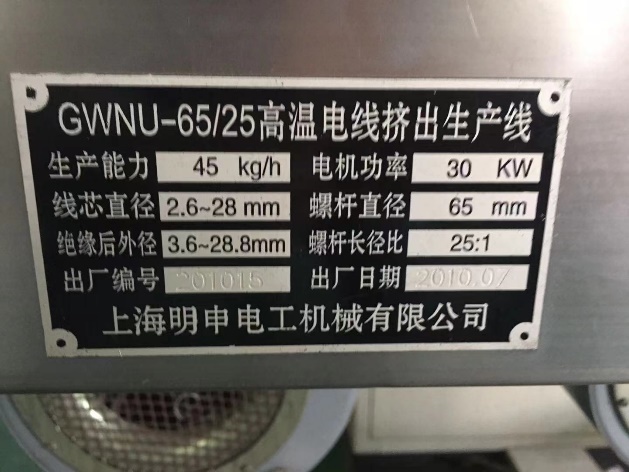 GWNU-65/25高温电线挤出生产线
生产能力 45 kg/h 电机功率 30 KW
线芯直径 2.6~28 mm 螺杆直径 65 mm
绝缘后外径 3.6~28.8mm 螺杆长径比 25:1
出厂编号 201015 出厂日期 2010.07
上海明申电工机械有限公司